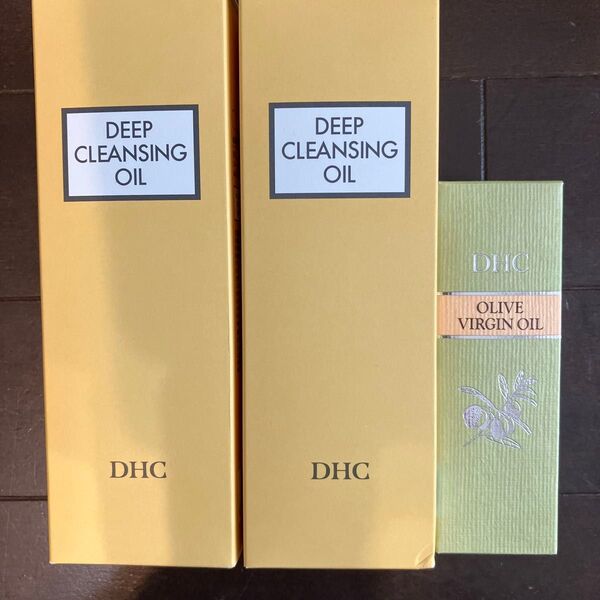 DEEP
CLEANSING
OIL
DHC
DEEP
CLEANSING
OIL
DHC
DHC
OLIVE
VIRGIN OIL